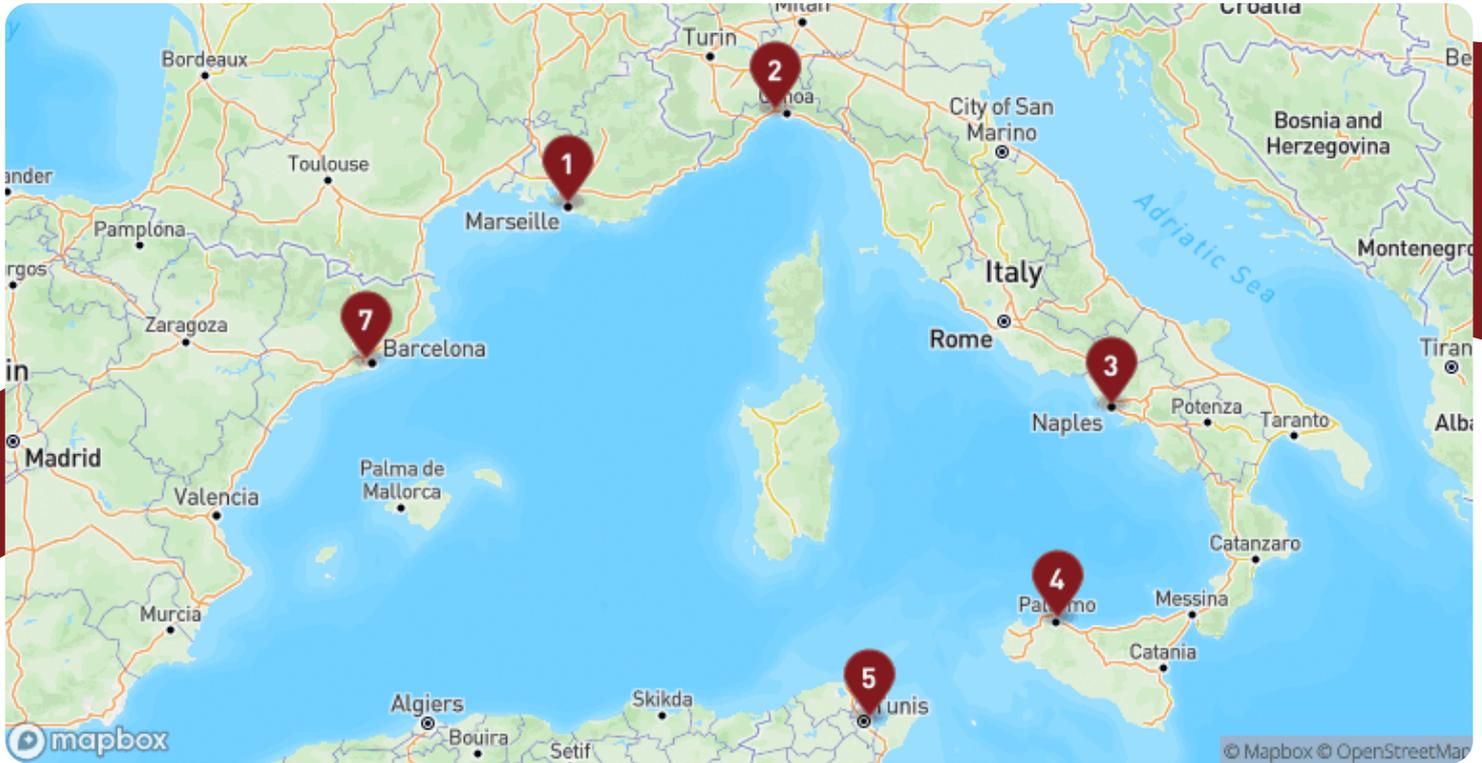 Milan
Croatia
Turin
2
Bordeaux
Be
Genoa
City of San
Marino
Bosnia and
Herzegovina
Toulouse
1
ander
Marseille
Adriatic Sea
Pamplona
Montenegro
rgos
Italy
7
Zaragoza
Barcelona
Rome
Tiran
in
3
Potenza
Naples
Taranto
Alba
Madrid
Palma de
Mallorca
Valencia
Catanzaro
4
Palermo
Messina
Murcia
Catania
5
Tunis
Algiers
Skikda
Bouira
Setif
mapbox
© Mapbox © OpenStreetMap